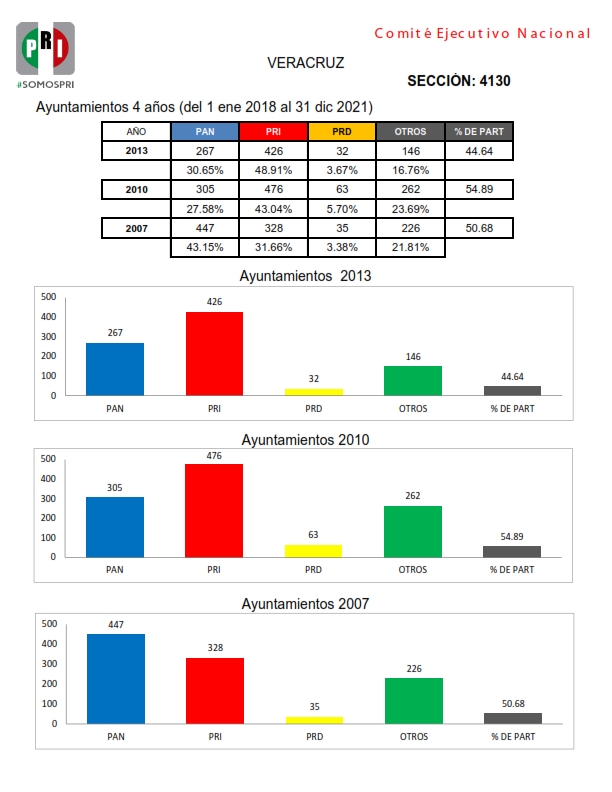 Comité Ejecutivo Nacional
PRI
#SOMOSPRI
VERACRUZ
SECCIÓN: 4130
Ayuntamientos 4 años (del 1 ene 2018 al 31 dic 2021)
AÑO PAN PRI PRD OTROS % DE PART
2013 267 426 32 146 44.64
30.65% 48.91% 3.67% 16.76%
2010 305 476 63 262 54.89
27.58% 43.04% 5.70% 23.69%
2007 447 328 35 226 50.68
43.15% 31.66% 3.38% 21.81%
Ayuntamientos 2013
500
400
300
200
100
0
267 426 32 146 44.64
PAN PRI PRD OTROS % DE PART
Ayuntamientos 2010
500
400
300
200
100
0
305 476 63 262 54.89
PAN PRI PRD OTROS % DE PART
Ayuntamientos 2007
500
400
300
200
100
0
447 328 35 226 50.68
PAN PRI PRD OTROS % DE PART